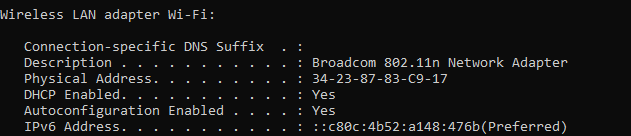 Wireless LAN adapter Wi-Fi:
Connection-specific DNS Suffix  . :
Description . . . . . . . . . . . : Broadcom 802.11n Network Adapter
Physical Address. . . . . . . . . : 34-23-87-83-C9-17
DHCP Enabled. . . . . . . . . . . : Yes
Autoconfiguration Enabled . . . . : Yes
IPv6 Address. . . . . . . . . . . : ::c80c:4b52:a148:476b(Preferred)